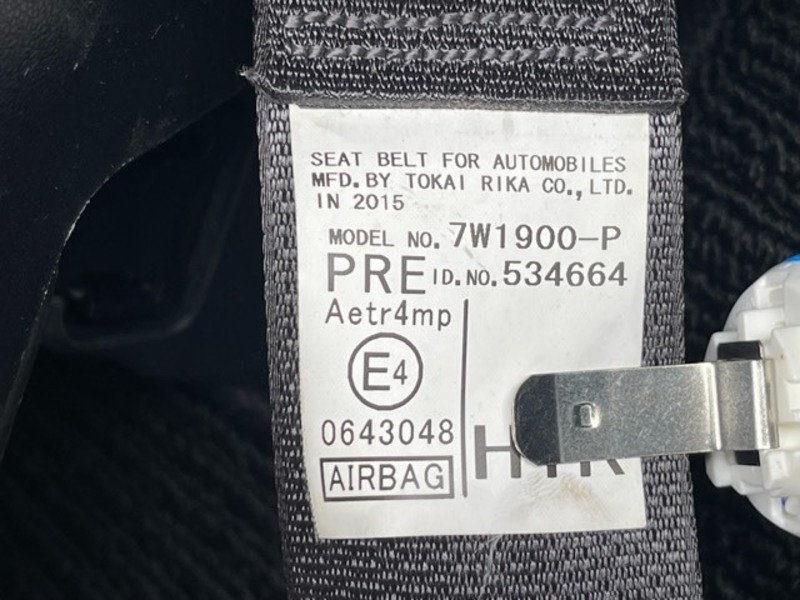 SEAT BELT FOR AUTOMOBILES
MFD. BY TOKAI RIKA CO., LTD.
IN 2015
MODEL NO. 7W1900-P
PRE ID. NO. 534664
Aetr4mp
E4
0643048
AIRBAG